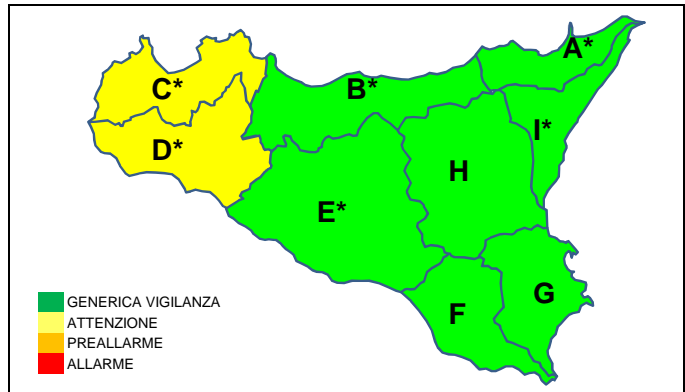 A*
C*
B*
I*
D*
H
E*
G
F
GENERICA VIGILANZA
ATTENZIONE
PREALLARME
ALLARME